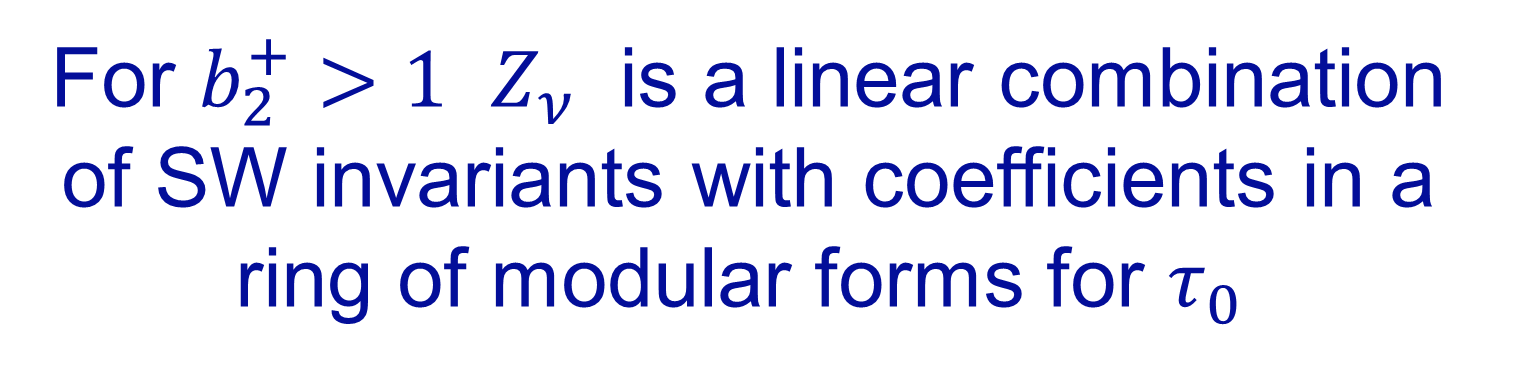 For $b_2^+ > 1$ $Z_\nu$ is a linear combination
of SW invariants with coefficients in a
ring of modular forms for $\tau_0$